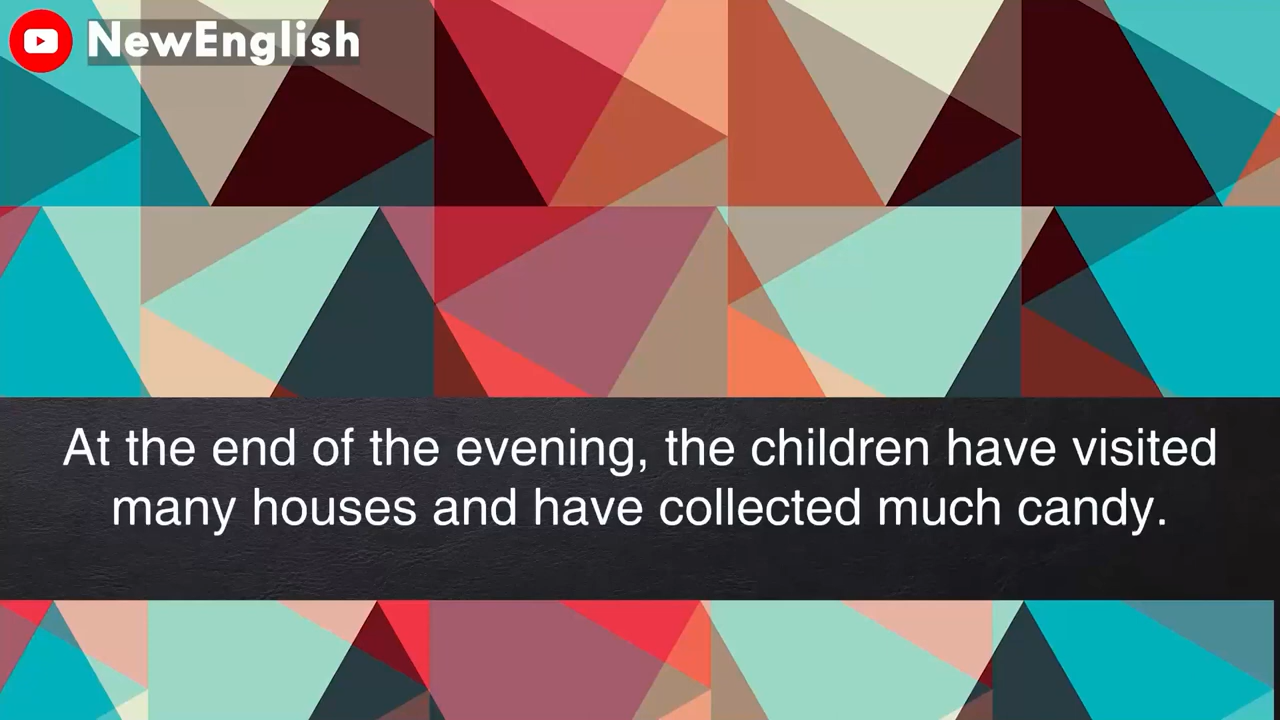 NewEnglish
At the end of the evening, the children have visited
many houses and have collected much candy.